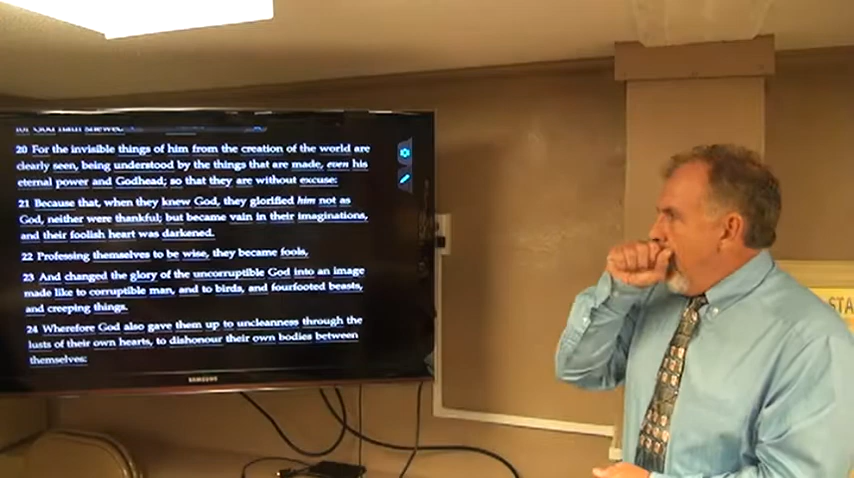 for God hath shewed
20 For the invisible things of him from the creation of the world are
clearly seen, being understood by the things that are made, even his
eternal power and Godhead; so that they are without excuse:
21 Because that, when they knew God, they glorified him not as
God, neither were thankful; but became vain in their imaginations,
and their foolish heart was darkened.
22 Professing themselves to be wise, they became fools,
23 And changed the glory of the uncorruptible God into an image
made like to corruptible man, and to birds, and fourfooted beasts,
and creeping things.
24 Wherefore God also gave them up to uncleanness through the
lusts of their own hearts, to dishonour their own bodies between
themselves:
SAMSUNG
STA